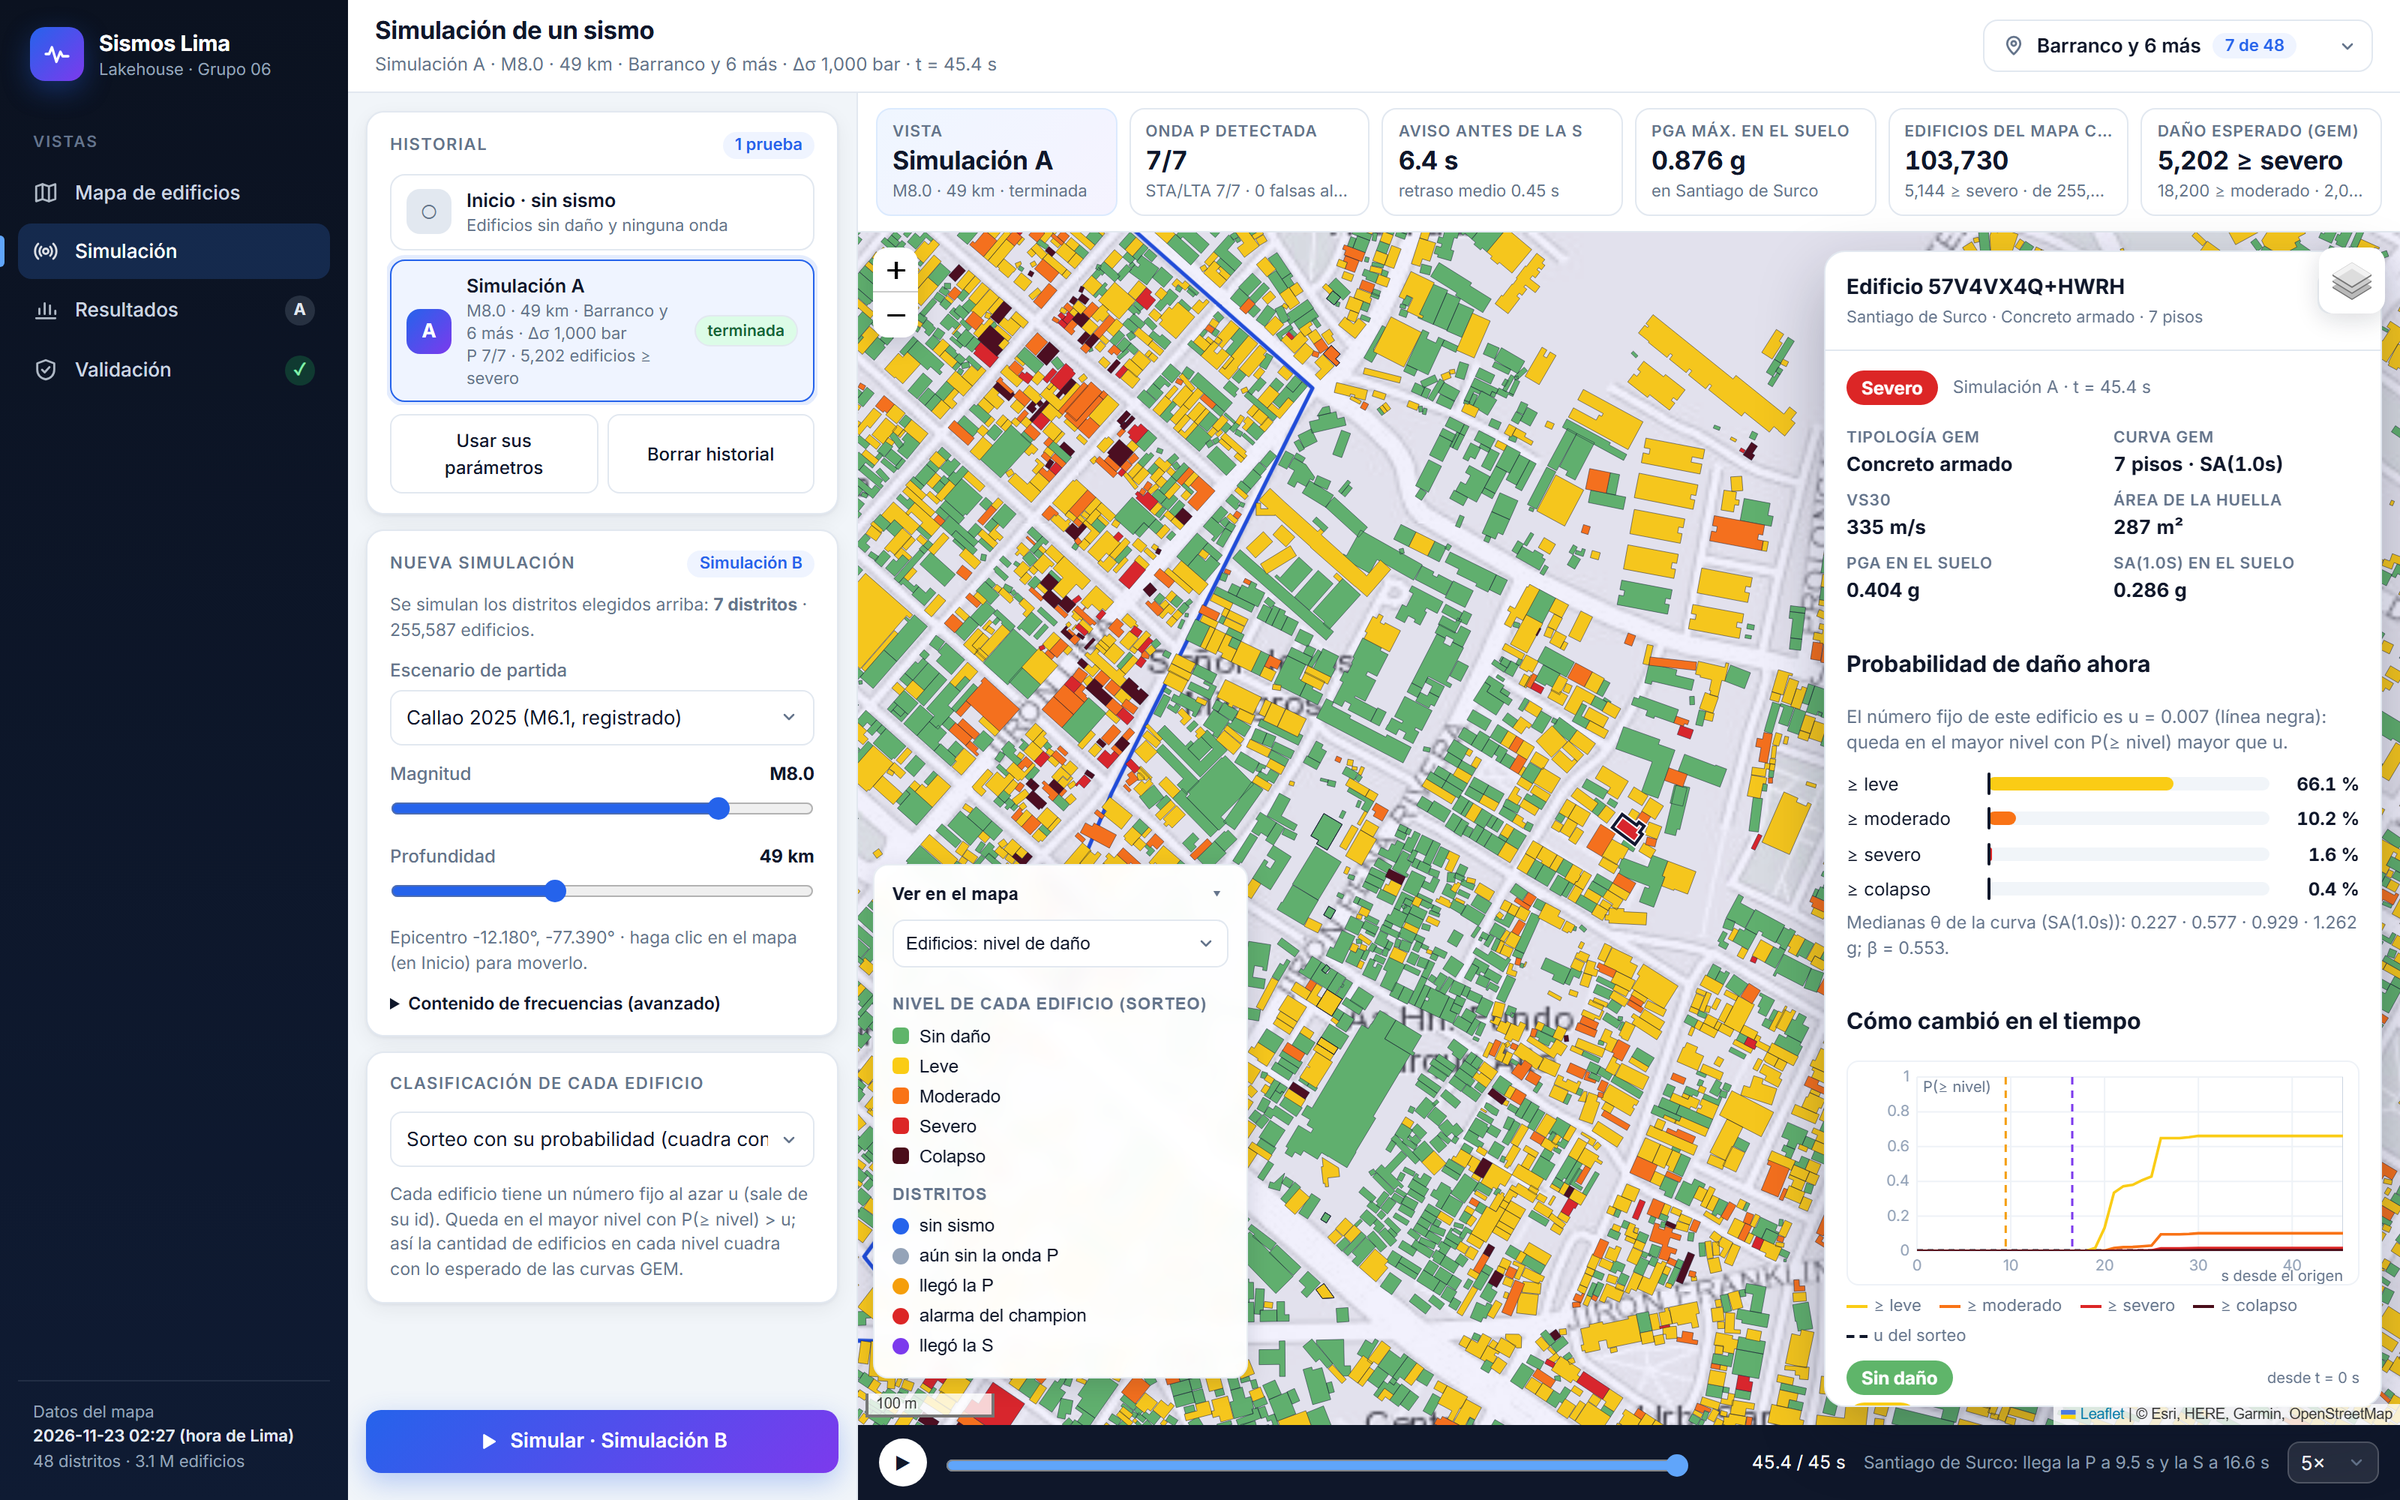 Sismos Lima
Lakehouse · Grupo 06
VISTAS
Mapa de edificios
Simulación
Resultados
A
Validación
Datos del mapa
2026-11-23 02:27 (hora de Lima)
48 distritos · 3.1 M edificios
Simulación de un sismo
Simulación A · M8.0 · 49 km · Barranco y 6 más · Δσ 1,000 bar · t = 45.4 s
Barranco y 6 más
7 de 48
HISTORIAL
1 prueba
Inicio · sin sismo
Edificios sin daño y ninguna onda
A
Simulación A
M8.0 · 49 km · Barranco y
6 más · Δσ 1,000 bar
P 7/7 · 5,202 edificios ≥
severo
terminada
Usar sus
parámetros
Borrar historial
NUEVA SIMULACIÓN
Simulación B
Se simulan los distritos elegidos arriba: 7 distritos ·
255,587 edificios.
Escenario de partida
Callao 2025 (M6.1, registrado)
Magnitud
M8.0
Profundidad
49 km
Epicentro -12.180°, -77.390° · haga clic en el mapa
(en Inicio) para moverlo.
Contenido de frecuencias (avanzado)
CLASIFICACIÓN DE CADA EDIFICIO
Sorteo con su probabilidad (cuadra con
Cada edificio tiene un número fijo al azar u (sale de
su id). Queda en el mayor nivel con P(≥ nivel) > u;
así la cantidad de edificios en cada nivel cuadra
con lo esperado de las curvas GEM.
Simular · Simulación B
VISTA
Simulación A
M8.0 · 49 km · terminada
ONDA P DETECTADA
7/7
STA/LTA 7/7 · 0 falsas al...
AVISO ANTES DE LA S
6.4 s
retraso medio 0.45 s
PGA MÁX. EN EL SUELO
0.876 g
en Santiago de Surco
EDIFICIOS DEL MAPA C...
103,730
5,144 ≥ severo · de 255,...
DAÑO ESPERADO (GEM)
5,202 ≥ severo
18,200 ≥ moderado · 2,0...
+
−
Ver en el mapa
Edificios: nivel de daño
NIVEL DE CADA EDIFICIO (SORTEO)
Sin daño
Leve
Moderado
Severo
Colapso
DISTRITOS
sin sismo
aún sin la onda P
llegó la P
alarma del champion
llegó la S
100 m
JIRON FRANKLIN
Edificio 57V4VX4Q+HWRH
Santiago de Surco · Concreto armado · 7 pisos
Severo
Simulación A · t = 45.4 s
TIPOLOGÍA GEM
Concreto armado
CURVA GEM
7 pisos · SA(1.0s)
VS30
335 m/s
ÁREA DE LA HUELLA
287 m²
PGA EN EL SUELO
0.404 g
SA(1.0S) EN EL SUELO
0.286 g
Probabilidad de daño ahora
El número fijo de este edificio es u = 0.007 (línea negra):
queda en el mayor nivel con P(≥ nivel) mayor que u.
≥ leve
66.1 %
≥ moderado
10.2 %
≥ severo
1.6 %
≥ colapso
0.4 %
Medianas θ de la curva (SA(1.0s)): 0.227 · 0.577 · 0.929 · 1.262
g; β = 0.553.
Cómo cambió en el tiempo
P(≥ nivel)
1
0.8
0.6
0.4
0.2
0
0 10 20 30 40
s desde el origen
≥ leve ≥ moderado ≥ severo ≥ colapso
u del sorteo
Sin daño
desde t = 0 s
Leaflet | © Esri, HERE, Garmin, OpenStreetMap
45.4 / 45 s
Santiago de Surco: llega la P a 9.5 s y la S a 16.6 s
5×